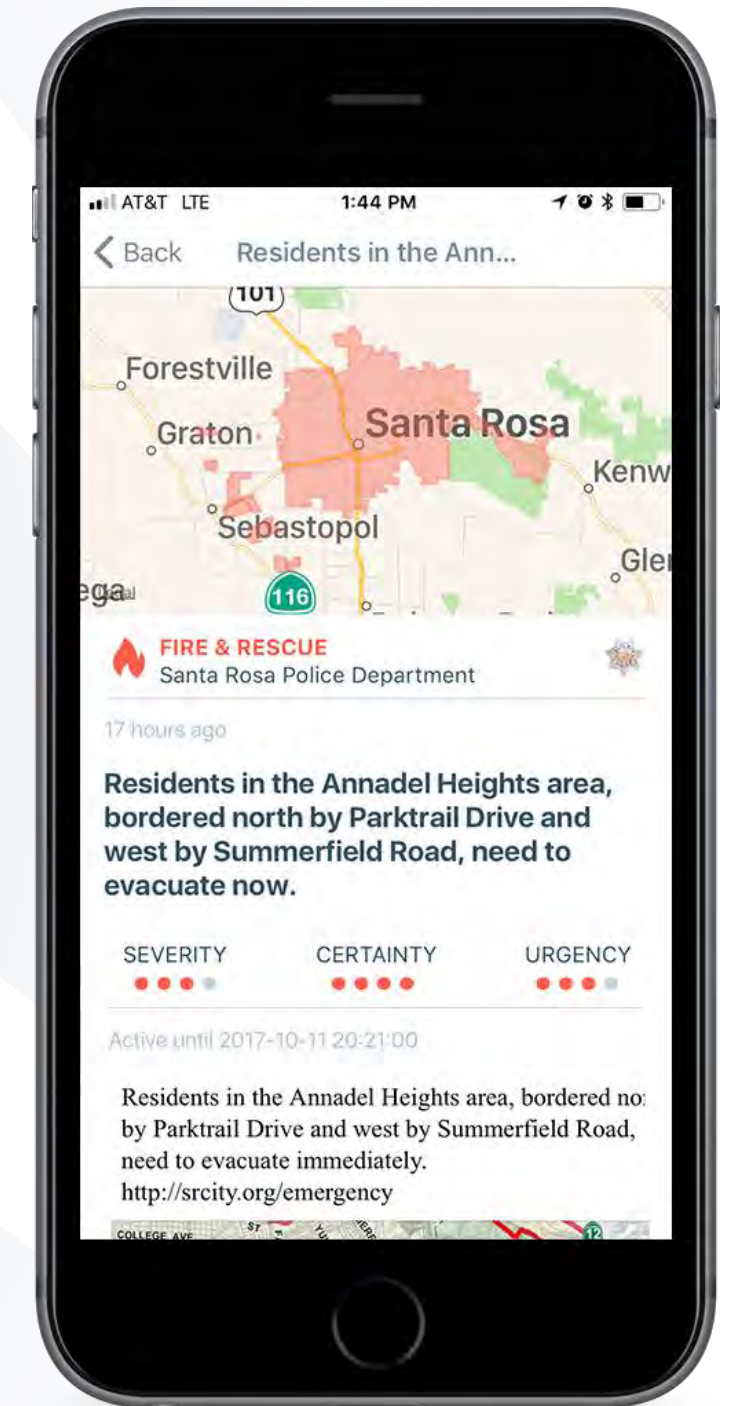 AT&T LTE 1:44 PM
Back Residents in the Ann...
101
Forestville
Graton
Santa Rosa
Kenw
Sebastopol
Gle
ega Legal
116
FIRE & RESCUE
Santa Rosa Police Department
17 hours ago
Residents in the Annadel Heights area,
bordered north by Parktrail Drive and
west by Summerfield Road, need to
evacuate now.
SEVERITY CERTAINTY URGENCY
Active until 2017-10-11 20:21:00
Residents in the Annadel Heights area, bordered no
by Parktrail Drive and west by Summerfield Road,
need to evacuate immediately.
http://srcity.org/emergency
COLLEGE AVE ST 12